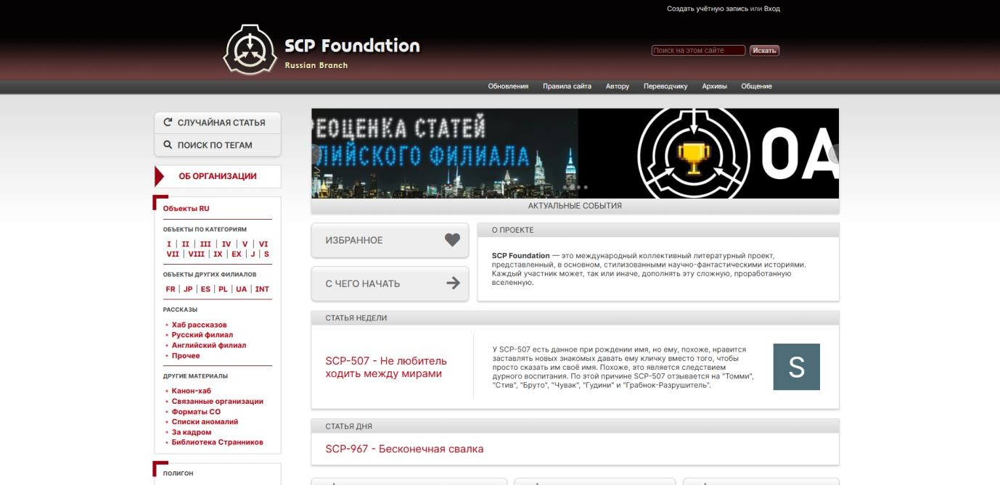 Создать учётную запись или Вход
SCP Foundation
Russian Branch
Поиск на этом сайте
Искать
Обновления Правила сайта Автору Переводчику Архивы Общение
СЛУЧАЙНАЯ СТАТЬЯ
ПОИСК ПО ТЕГАМ
ОБ ОРГАНИЗАЦИИ
Объекты RU
ОБЪЕКТЫ ПО КАТЕГОРИЯМ
I | II | III | IV | V | VI
VII | VIII | IX | EX | J | S
ОБЪЕКТЫ ДРУГИХ ФИЛИАЛОВ
FR | JP | ES | PL | UA | INT
РАССКАЗЫ
Хаб рассказов
Русский филиал
Английский филиал
Прочее
ДРУГИЕ МАТЕРИАЛЫ
Канон-хаб
Связанные организации
Форматы СО
Списки аномалий
За кадром
Библиотека Странников
ПОЛИГОН
РЕОЦЕНКА СТАТЕЙ
ЛИЙСКОГО ФИЛИАЛА
ОА
АКТУАЛЬНЫЕ СОБЫТИЯ
ИЗБРАННОЕ
С ЧЕГО НАЧАТЬ
О ПРОЕКТЕ
SCP Foundation — это международный коллективный литературный проект,
представленный, в основном, стилизованными научно-фантастическими историями.
Каждый участник может, так или иначе, дополнять эту сложную, проработанную
вселенную.
СТАТЬЯ НЕДЕЛИ
SCP-507 - Не любитель
ходить между мирами
У SCP-507 есть данное при рождении имя, но ему, похоже, нравится
заставлять новых знакомых давать ему кличку вместо того, чтобы
просто сказать им своё имя. Похоже, это является следствием
дурного воспитания. По этой причине SCP-507 отзывается на "Томми",
"Стив", "Бруто", "Чувак", "Гудини" и "Грабнок-Разрушитель".
S
СТАТЬЯ ДНЯ
SCP-967 - Бесконечная свалка